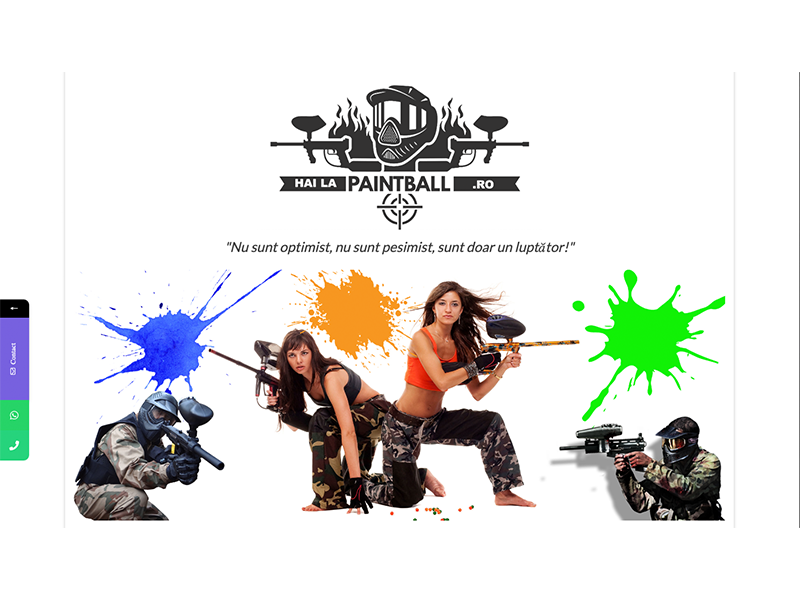 HAI LA PAINTBALL .RO
"Nu sunt optimist, nu sunt pesimist, sunt doar un luptător!"
Contact